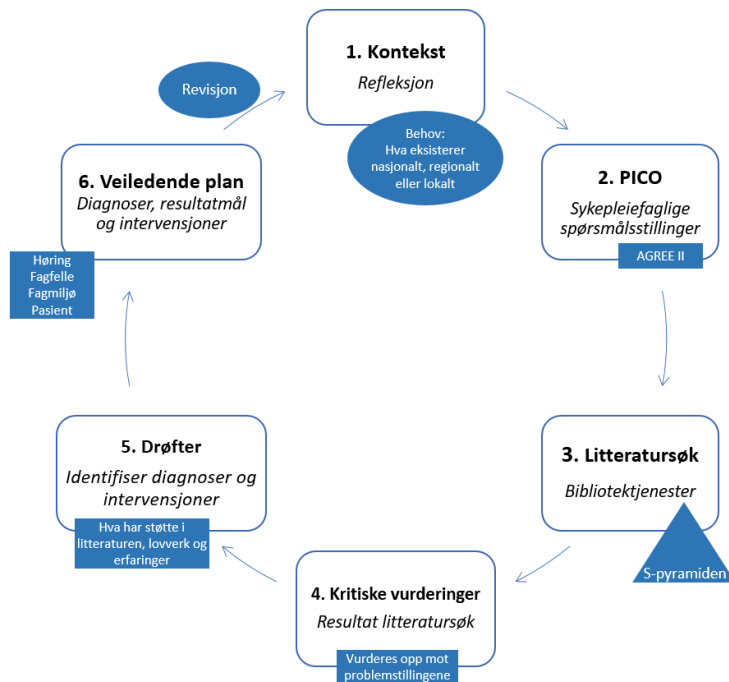 1. Kontekst
Refleksjon
Behov:
Hva eksisterer
nasjonalt, regionalt
eller lokalt
2. PICO
Sykepleiefaglige
spørsmålsstillinger
AGREE II
3. Litteratursøk
Bibliotektjenester
S-pyramiden
4. Kritiske vurderinger
Resultat litteratursøk
Vurderes opp mot
problemstillingene
5. Drøfter
Identifiser diagnoser og
intervensjoner
Hva har støtte i
litteraturen, lovverk og
erfaringer
6. Veiledende plan
Diagnoser, resultatmål
og intervensjoner
Høring
Fagfelle
Fagmiljø
Pasient
Revisjon